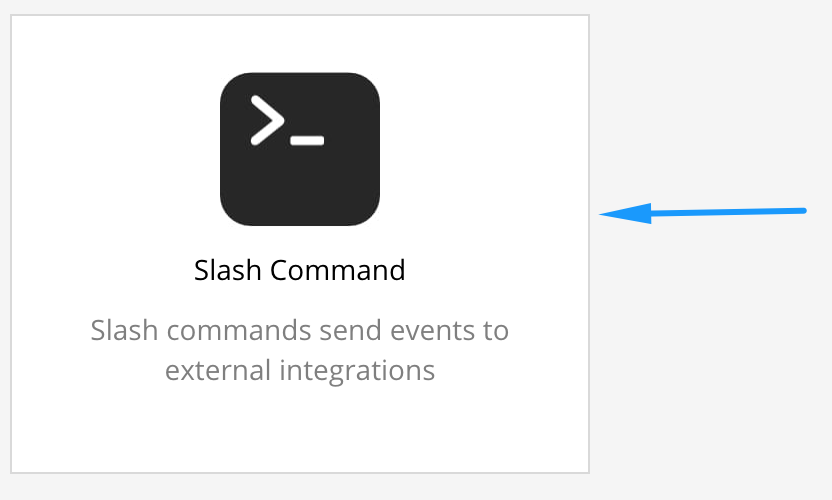 Slash Command
Slash commands send events to
external integrations